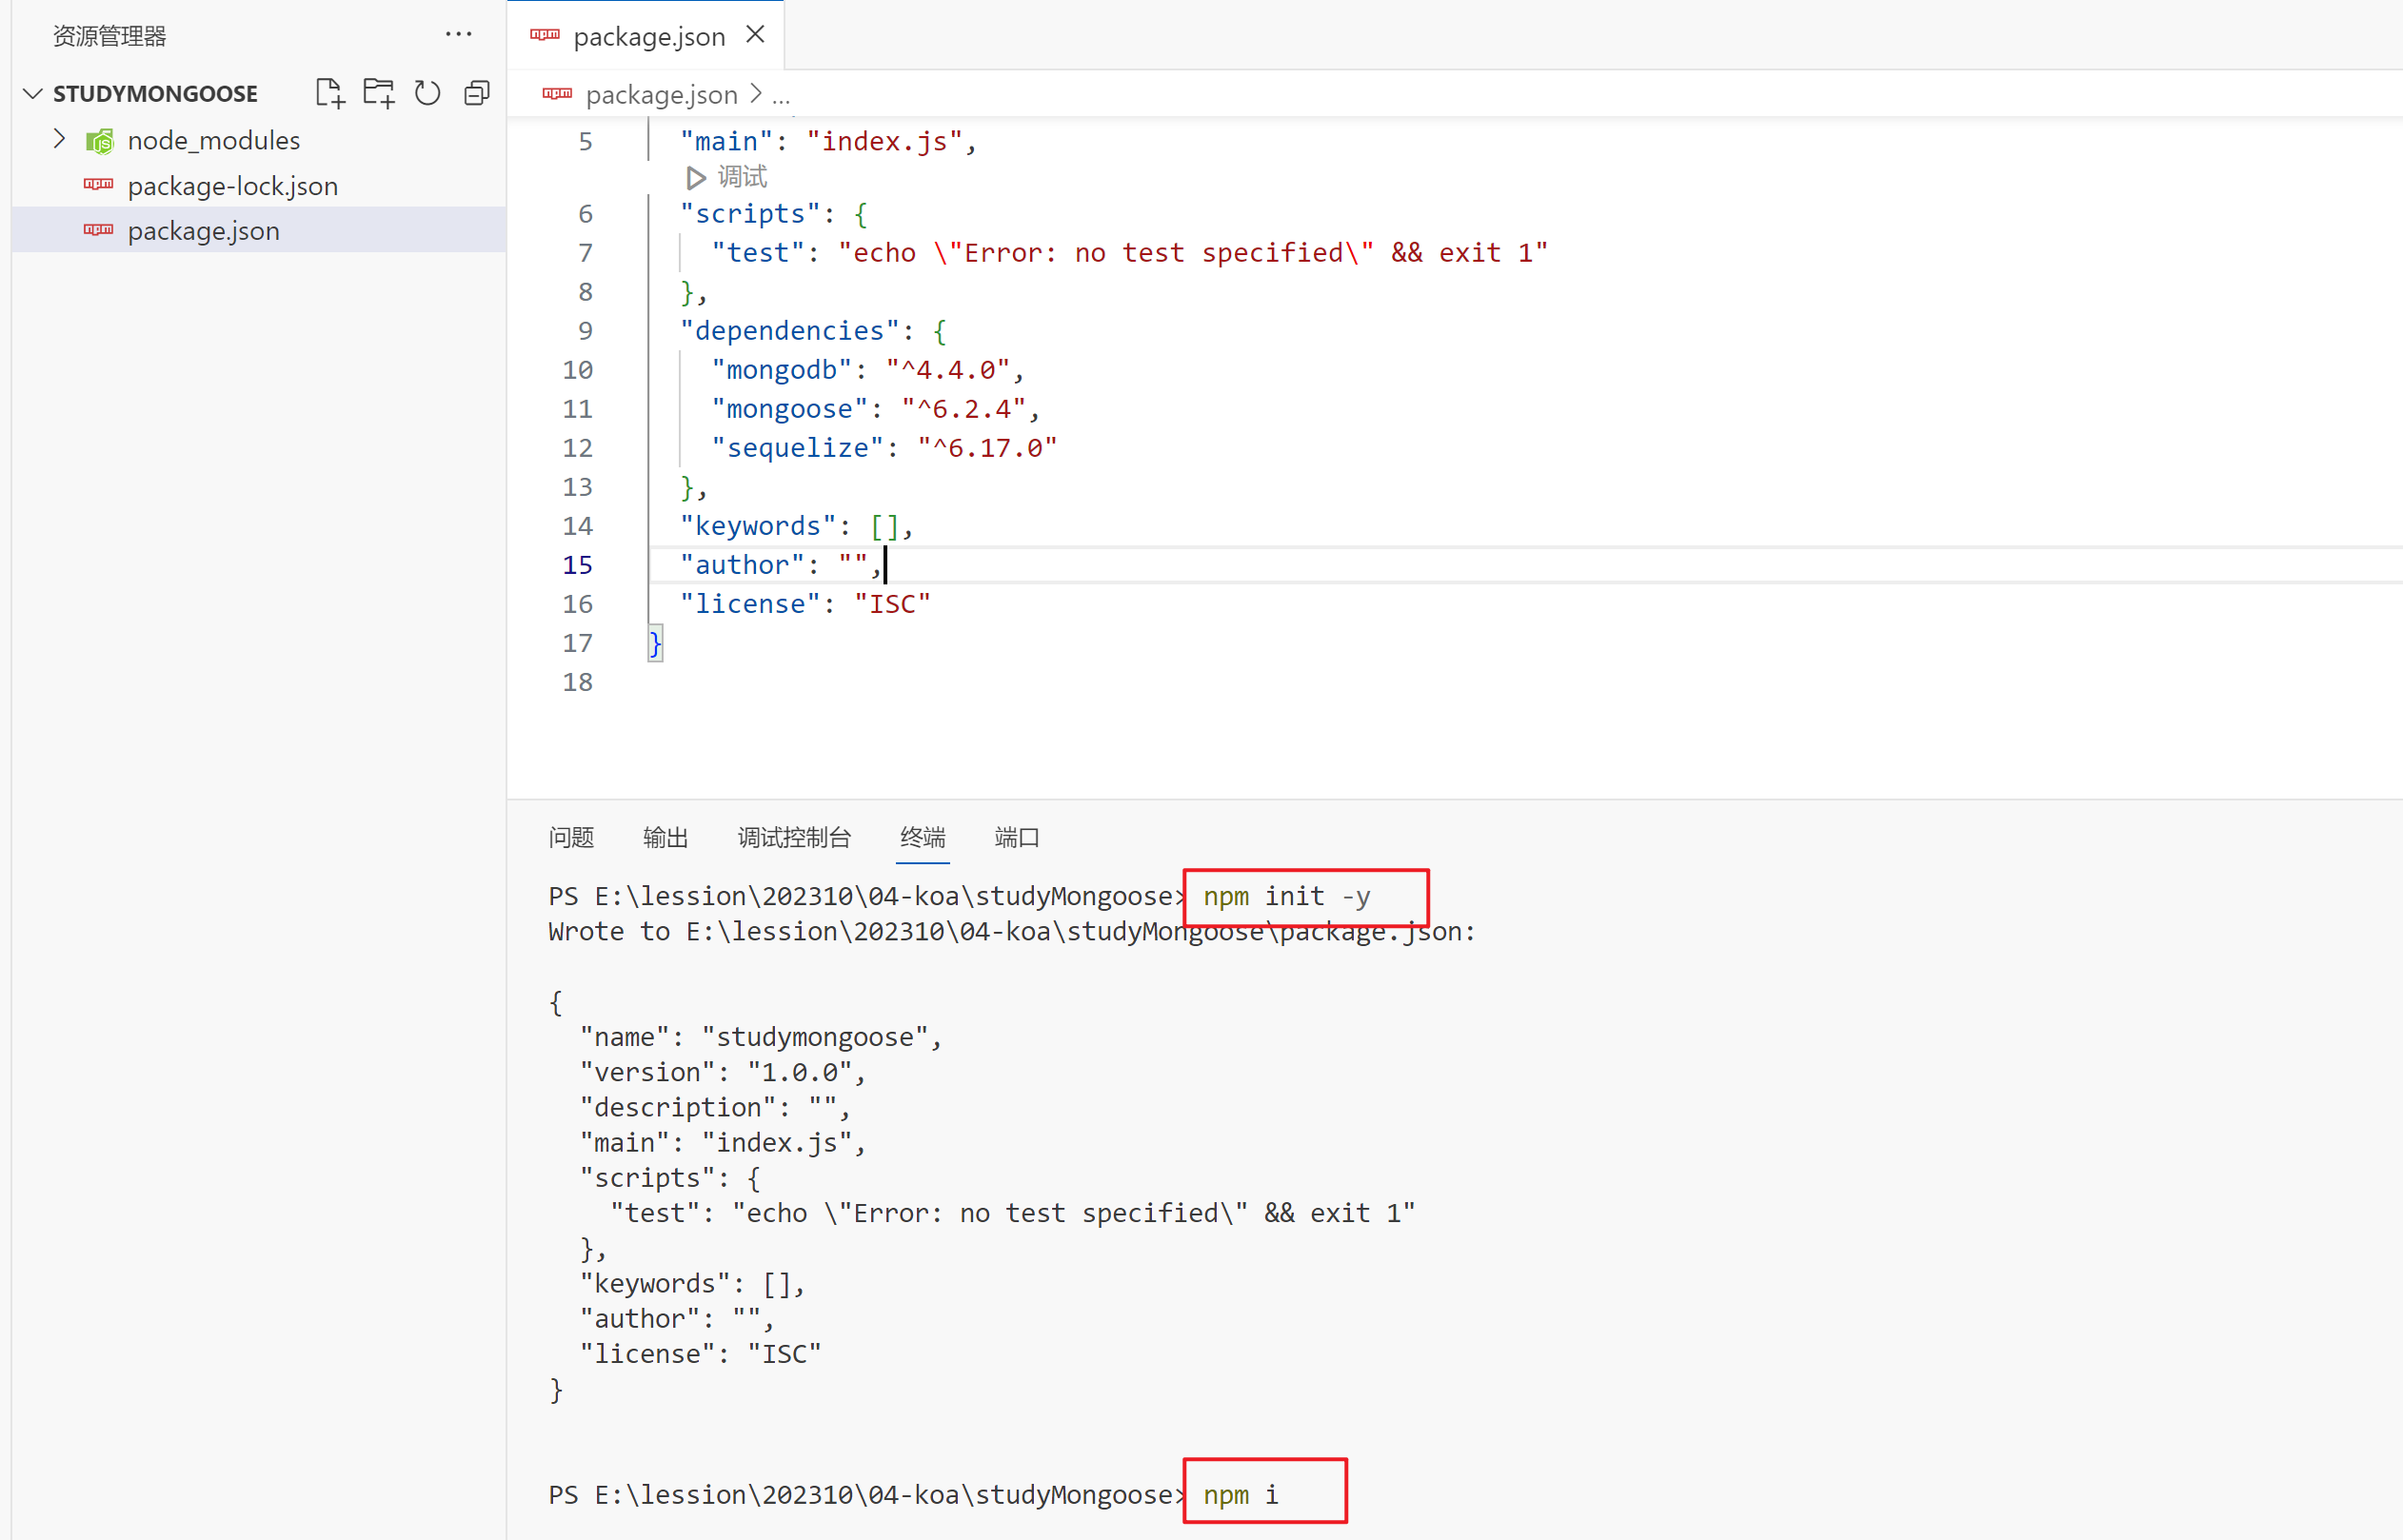 资源管理器
STUDYMONGOOSE
node_modules
package-lock.json
package.json
package.json
package.json > ...
5 "main": "index.js",
调试
6 "scripts": {
7 "test": "echo \"Error: no test specified\" && exit 1"
8 },
9 "dependencies": {
10 "mongodb": "^4.4.0",
11 "mongoose": "^6.2.4",
12 "sequelize": "^6.17.0"
13 },
14 "keywords": [],
15 "author": "",
16 "license": "ISC"
17 }
18
问题 输出 调试控制台 终端 端口
PS E:\lession\202310\04-koa\studyMongoose> npm init -y
Wrote to E:\lession\202310\04-koa\studyMongoose\package.json:
{
"name": "studymongoose",
"version": "1.0.0",
"description": "",
"main": "index.js",
"scripts": {
"test": "echo \"Error: no test specified\" && exit 1"
},
"keywords": [],
"author": "",
"license": "ISC"
}
PS E:\lession\202310\04-koa\studyMongoose> npm i